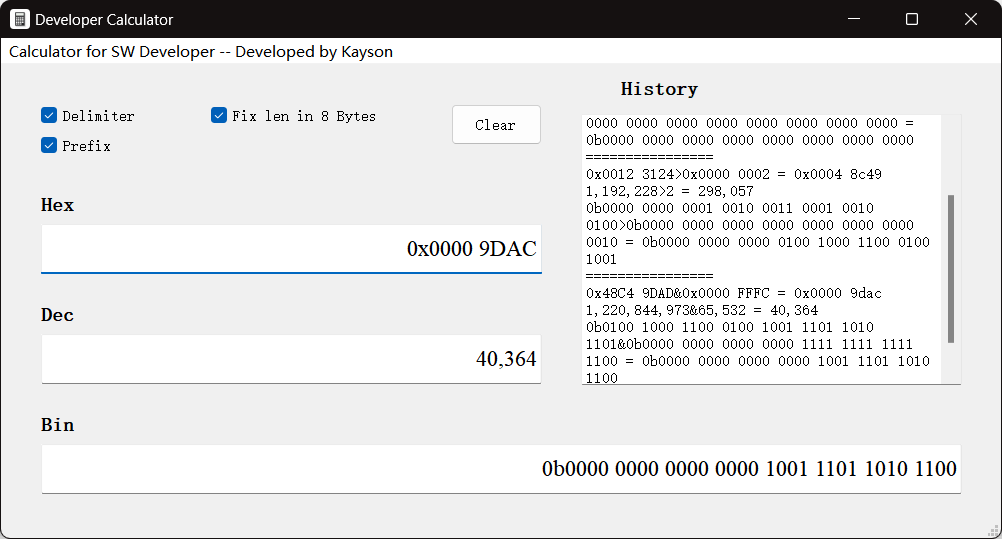 Developer Calculator
Calculator for SW Developer -- Developed by Kayson
Delimiter
Fix len in 8 Bytes
Clear
Prefix
Hex
0x0000 9DAC
Dec
40,364
History
0000 0000 0000 0000 0000 0000 0000 0000 =
0b0000 0000 0000 0000 0000 0000 0000 0000
================
0x0012 3124>0x0000 0002 = 0x0004 8c49
1,192,228>2 = 298,057
0b0000 0000 0001 0010 0011 0001 0010
0100>0b0000 0000 0000 0000 0000 0000 0000
0010 = 0b0000 0000 0000 0100 1000 1100 0100
1001
================
0x48C4 9DAD&0x0000 FFFC = 0x0000 9dac
1,220,844,973&65,532 = 40,364
0b0100 1000 1100 0100 1001 1101 1010
1101&0b0000 0000 0000 0000 1111 1111 1111
1100 = 0b0000 0000 0000 0000 1001 1101 1010
1100
Bin
0b0000 0000 0000 0000 1001 1101 1010 1100